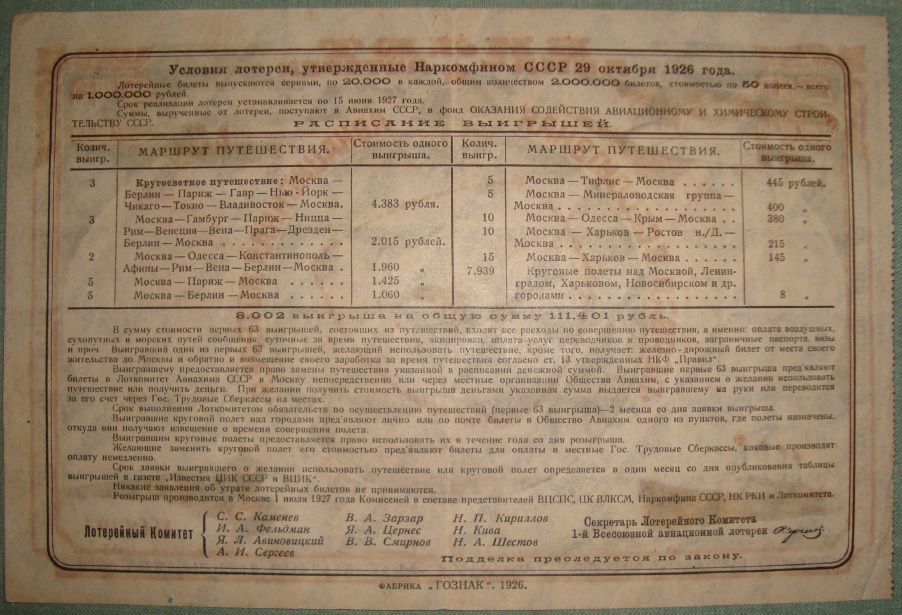 Условия лотереи, утвержденные Наркомфином СССР 29 октября 1926 года.
Лотерейные билеты выпускаются сериями, по 20.000 в каждой, общим количеством 2.000.000 билетов, стоимостью по 50 копеек — всего
на 1.000.000 рублей.
Срок реализации лотереи устанавливается по 15 июня 1927 года.
Суммы, вырученные от лотереи, поступают в Авиахим СССР, в фонд ОКАЗАНИЯ СОДЕЙСТВИЯ АВИАЦИОННОМУ и ХИМИЧЕСКОМУ СТРОИ-
ТЕЛЬСТВУ СССР.
РАСПИСАНИЕ ВЫИГРЫШЕЙ.
Колич. выигр. МАРШРУТ ПУТЕШЕСТВИЯ. Стоимость одного выигрыша.
3 Кругосветное путешествие: Москва —
Берлин — Париж — Гавр — Нью-Йорк —
Чикаго — Токио — Владивосток — Москва. 4.383 рубля.
3 Москва — Гамбург — Париж — Ницца —
Рим — Венеция — Вена — Прага — Дрезден —
Берлин — Москва . . . . . . . . . . . . 2.015 рублей.
2 Москва — Одесса — Константинополь —
Афины — Рим — Вена — Берлин — Москва . 1.960 „
5 Москва — Париж — Москва . . . . . . 1.425 „
5 Москва — Берлин — Москва . . . . . . 1.060 „
Колич. выигр. МАРШРУТ ПУТЕШЕСТВИЯ. Стоимость одного выигрыша.
5 Москва — Тифлис — Москва . . . . . . 445 рублей.
5 Москва — Минераловодская группа —
Москва . . . . . . . . . . . . . . . . . 400 „
10 Москва — Одесса — Крым — Москва . . 380 „
10 Москва — Харьков — Ростов н./Д. —
Москва . . . . . . . . . . . . . . . . . 215 „
15 Москва — Харьков — Москва . . . . . . 145 „
7.939 Круговые полеты над Москвой, Ленин-
градом, Харьковом, Новосибирском и др.
городами . . . . . . . . . . . . . . . . 8 „
8.002 выигрыша на общую сумму 111.401 рубль.
В сумму стоимости первых 63 выигрышей, состоящих из путешествий, входят все расходы по совершению путешествия, а именно: оплата воздушных,
сухопутных и морских путей сообщения, суточные за время путешествия, экипировка, оплата услуг переводчиков и проводников, заграничные паспорта, визы
и проч. Выигравший один из первых 63 выигрышей, желающий использовать путешествие, кроме того, получает железно-дорожный билет от места своего
жительства до Москвы и обратно и возмещение своего заработка за время путешествия согласно ст. 13 утвержденных НКФ „Правил“.
Выигрывшему предоставляется право замены путешествия указанной в расписании денежной суммой. Выигравшие первые 63 выигрыша пред'являют
билеты в Лоткомитет Авиахима СССР в Москву непосредственно или через местные организации Общества Авиахим, с указанием о желании использовать
путешествие или получить деньги. При желании получить стоимость выигрыша деньгами указанная сумма выдается выигравшему на руки или переводится
за его счет через Гос. Трудовые Сберкассы на местах.
Срок выполнения Лоткомитетом обязательств по осуществлению путешествий (первые 63 выигрыша)—2 месяца со дня заявки выигрыша.
Выигравшие круговой полет над городами пред'являют лично или по почте билеты в Общество Авиахим одного из пунктов, где полеты назначены,
откуда они получают извещение о времени совершения полета.
Выигравшим круговые полеты предоставляется право использовать их в течение года со дня розыгрыша.
Желающие заменить круговой полет его стоимостью пред'являют билеты для оплаты и местные Гос. Трудовые Сберкассы, каковые производят
оплату немедленно.
Срок заявки выигравшего о желании использовать путешествие или круговой полет определяется в один месяц со дня опубликования таблицы
выигрышей в газете „Известия ЦИК СССР и ВЦИК“.
Никакие заявления об утрате лотерейных билетов не принимаются.
Розыгрыш производится в Москве 1 июля 1927 года Комиссией в составе представителей ВЦСПС, ЦК ВЛКСМ, Наркомфина СССР, НК РКИ и Лоткомитета.
Лотерейный Комитет
С. С. Каменев
И. А. Фельдман
Я. Л. Авиновицкий
А. И. Сергеев
В. А. Зарзар
Я. А. Цернес
В. В. Смирнов
Н. П. Кириллов
Н. Кива
Н. А. Шестов
Секретарь Лотерейного Комитета
1-й Всесоюзной авиационной лотереи
Подделка преследуется по закону.
ФАБРИКА „ГОЗНАК“. 1926.